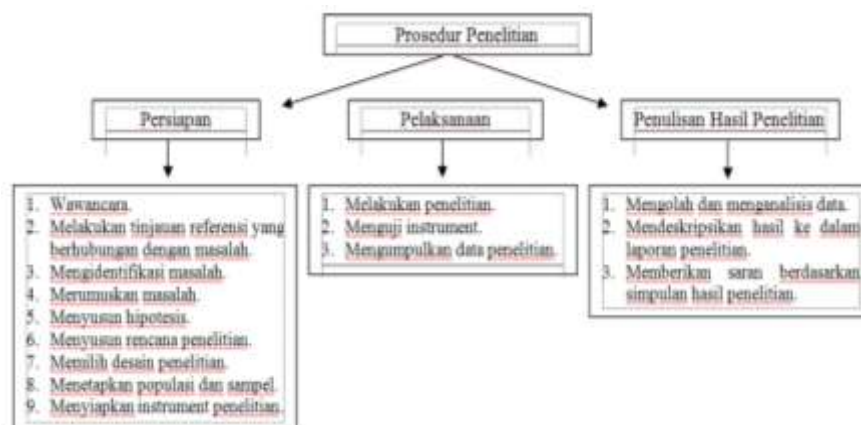 Prosedur Penelitian
Persiapan
Pelaksanaan
Penulisan Hasil Penelitian
1. Wawancara.
2. Melakukan tinjauan referensi yang
berhubungan dengan masalah.
3. Mengidentifikasi masalah.
4. Merumuskan masalah.
5. Menyusun hipotesis.
6. Menyusun rencana penelitian.
7. Memilih desain penelitian.
8. Menetapkan populasi dan sampel.
9. Menyiapkan instrument penelitian.
1. Melakukan penelitian.
2. Menguji instrument.
3. Mengumpulkan data penelitian.
1. Mengolah dan menganalisis data.
2. Mendeskripsikan hasil ke dalam
laporan penelitian.
3. Memberikan saran berdasarkan
simpulan hasil penelitian.